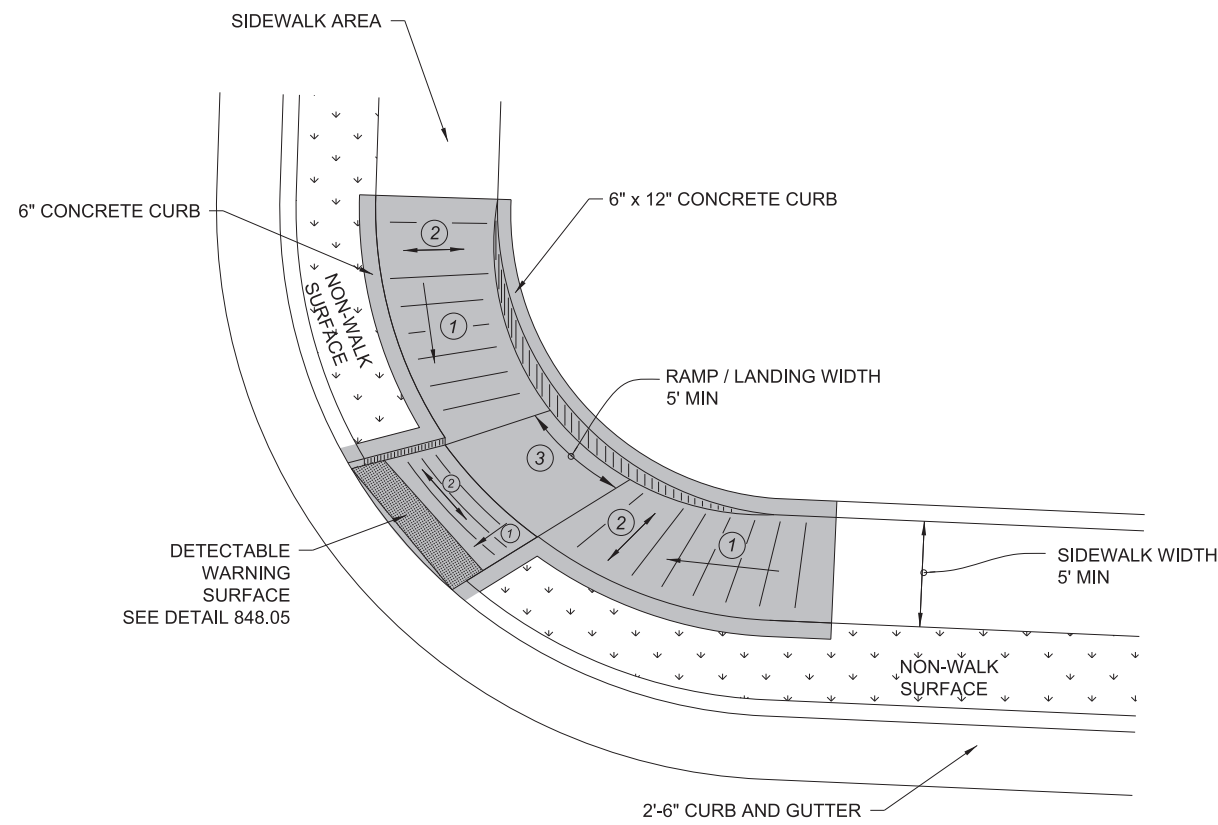 SIDEWALK AREA
6" CONCRETE CURB
6" x 12" CONCRETE CURB
2
NON-WALK
SURFACE
1
RAMP / LANDING WIDTH
5' MIN
3
2
1
2
1
DETECTABLE
WARNING
SURFACE
SEE DETAIL 848.05
SIDEWALK WIDTH
5' MIN
NON-WALK
SURFACE
2'-6" CURB AND GUTTER